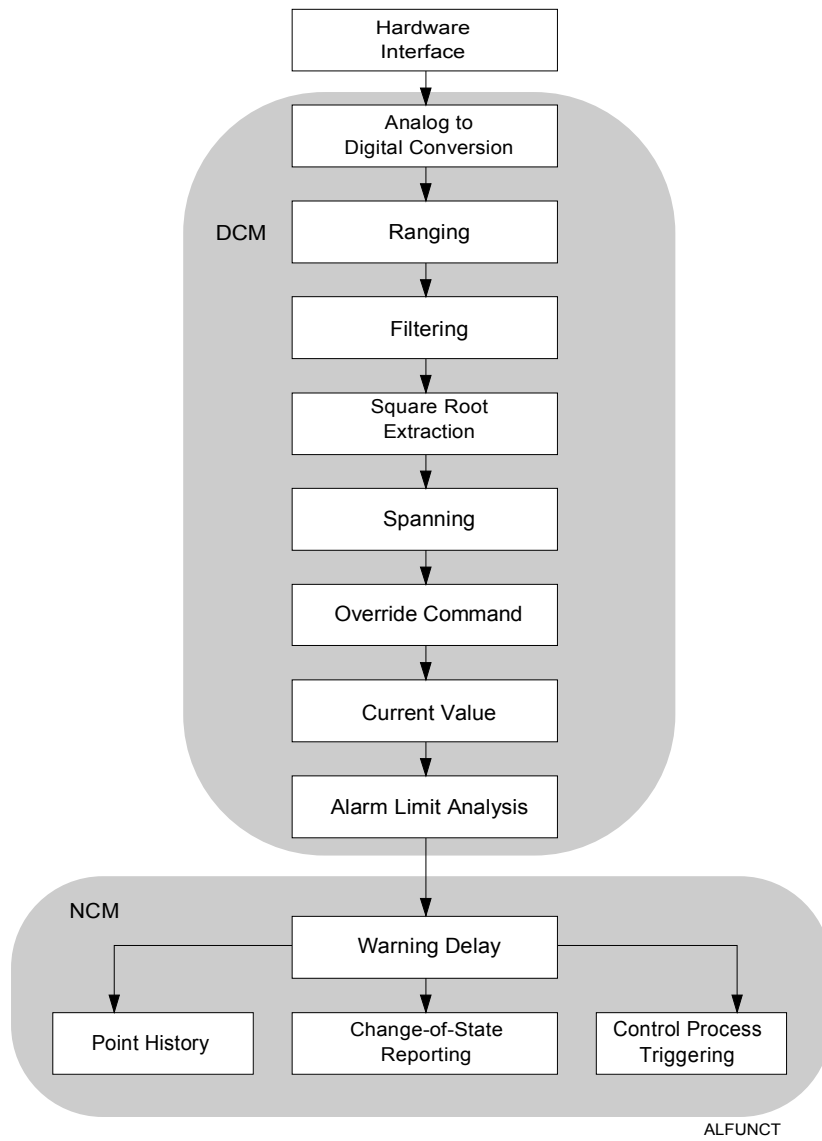 Hardware
Interface
Analog to
Digital Conversion
DCM
Ranging
Filtering
Square Root
Extraction
Spanning
Override Command
Current Value
Alarm Limit Analysis
NCM
Warning Delay
Point History
Change-of-State
Reporting
Control Process
Triggering
ALFUNCT